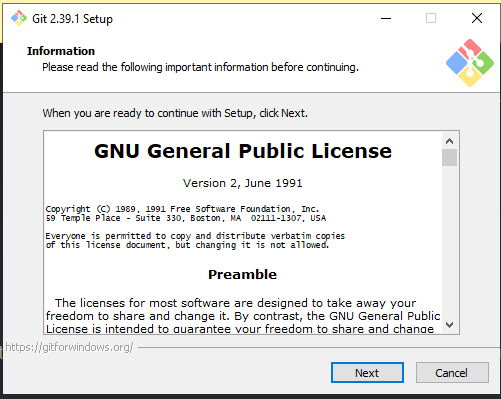 Git 2.39.1 Setup
Information
Please read the following important information before continuing.
When you are ready to continue with Setup, click Next.
GNU General Public License
Version 2, June 1991
Copyright (C) 1989, 1991 Free Software Foundation, Inc.
59 Temple Place - Suite 330, Boston, MA  02111-1307, USA
Everyone is permitted to copy and distribute verbatim copies
of this license document, but changing it is not allowed.
Preamble
The licenses for most software are designed to take away your
freedom to share and change it. By contrast, the GNU General Public
License is intended to guarantee your freedom to share and change
https://gitforwindows.org/
Next
Cancel